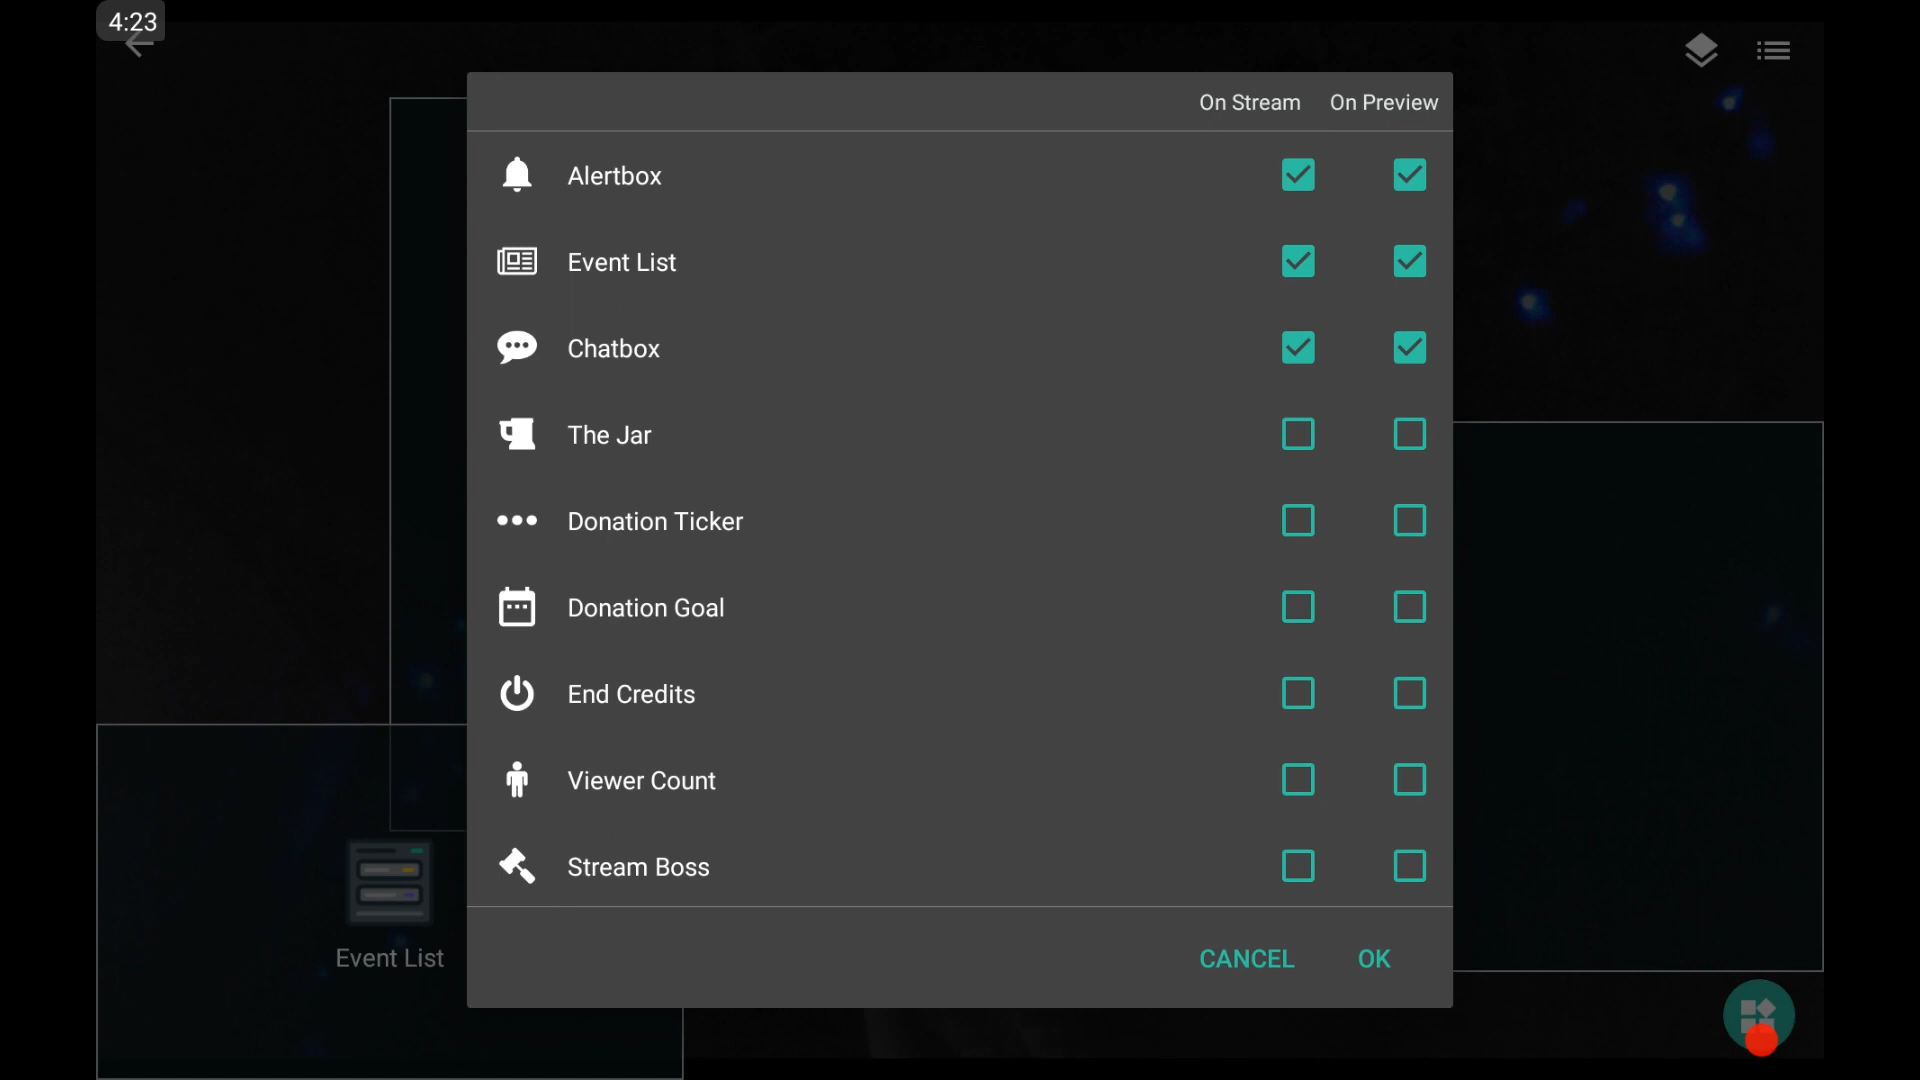 4:23
On Stream On Preview
Alertbox
Event List
Chatbox
The Jar
Donation Ticker
Donation Goal
End Credits
Viewer Count
Stream Boss
Event List
CANCEL OK